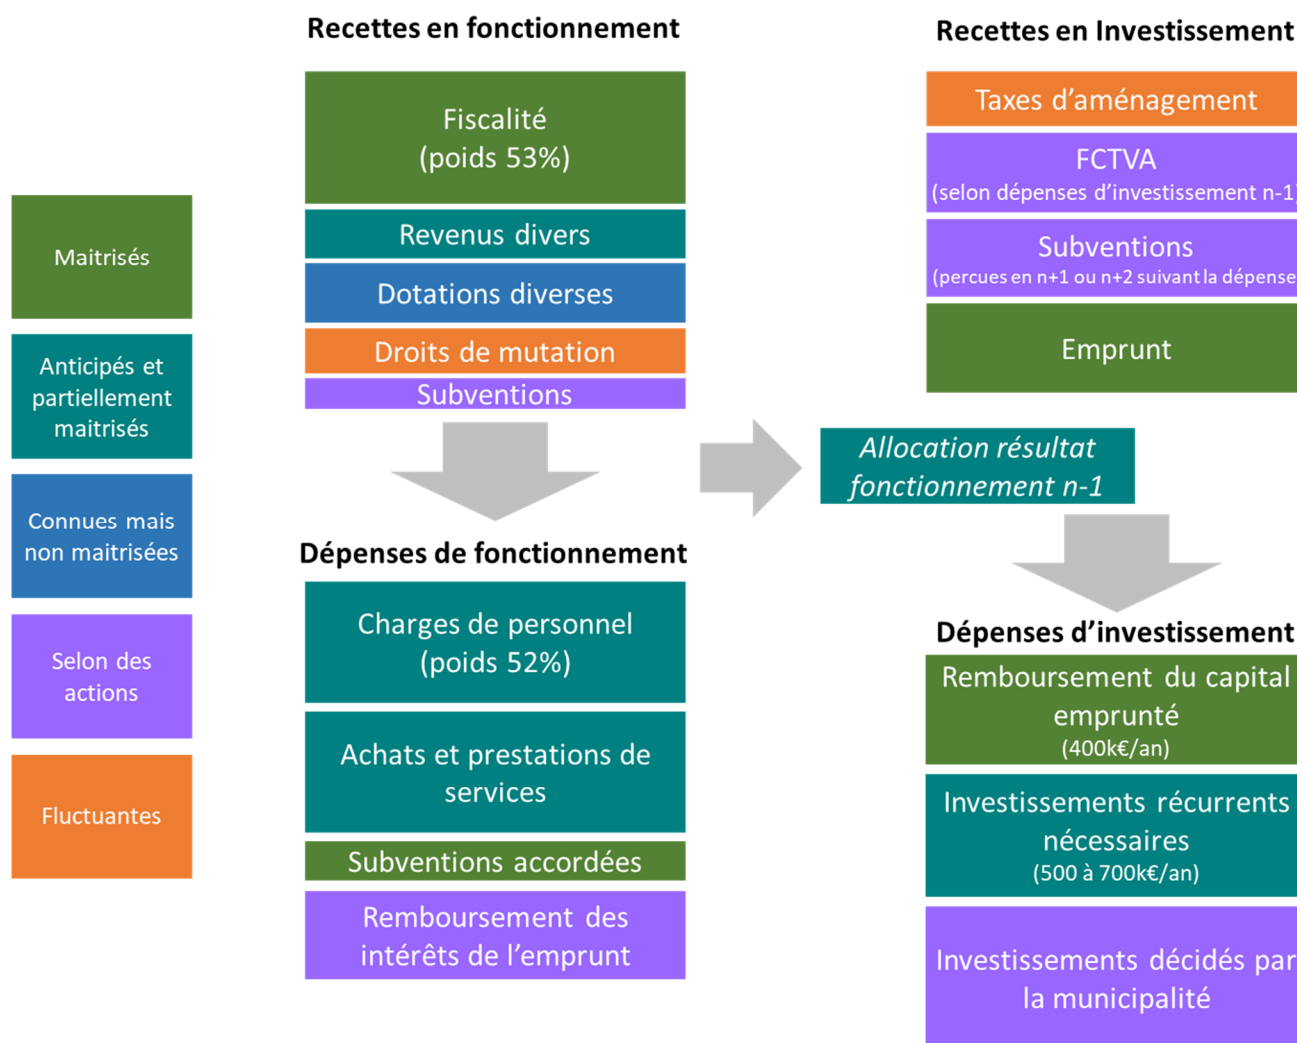 Recettes en fonctionnement
Fiscalité
(poids 53%)
Revenus divers
Dotations diverses
Droits de mutation
Subventions
Recettes en Investissement
Taxes d’aménagement
FCTVA
(selon dépenses d’investissement n-1)
Subventions
(percues en n+1 ou n+2 suivant la dépense
Emprunt
Maitrisés
Anticipés et
partiellement
maitrisés
Connues mais
non maitrisées
Selon des
actions
Fluctuantes
Allocation résultat
fonctionnement n-1
Dépenses de fonctionnement
Charges de personnel
(poids 52%)
Achats et prestations de
services
Subventions accordées
Remboursement des
intérêts de l’emprunt
Dépenses d’investissement
Remboursement du capital
emprunté
(400k€/an)
Investissements récurrents
nécessaires
(500 à 700k€/an)
Investissements décidés par
la municipalité